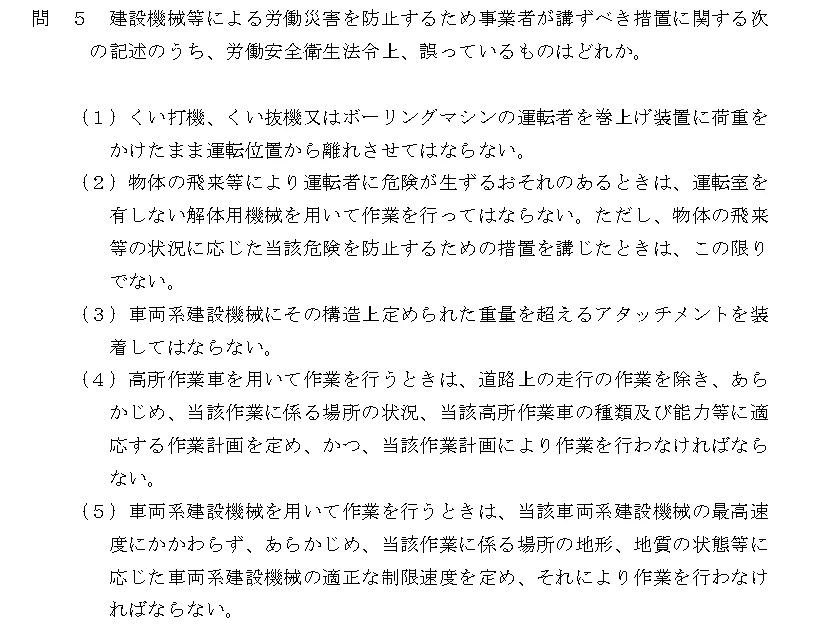 問　５　建設機械等による労働災害を防止するため事業者が講ずべき措置に関する次
の記述のうち、労働安全衛生法令上、誤っているものはどれか。
（１）くい打機、くい抜機又はボーリングマシンの運転者を巻上げ装置に荷重を
かけたまま運転位置から離れさせてはならない。
（２）物体の飛来等により運転者に危険が生ずるおそれのあるときは、運転室を
有しない解体用機械を用いて作業を行ってはならない。ただし、物体の飛来
等の状況に応じた当該危険を防止するための措置を講じたときは、この限り
でない。
（３）車両系建設機械にその構造上定められた重量を超えるアタッチメントを装
着してはならない。
（４）高所作業車を用いて作業を行うときは、道路上の走行の作業を除き、あら
かじめ、当該作業に係る場所の状況、当該高所作業車の種類及び能力等に適
応する作業計画を定め、かつ、当該作業計画により作業を行わなければなら
ない。
（５）車両系建設機械を用いて作業を行うときは、当該車両系建設機械の最高速
度にかかわらず、あらかじめ、当該作業に係る場所の地形、地質の状態等に
応じた車両系建設機械の適正な制限速度を定め、それにより作業を行わなけ
ればならない。